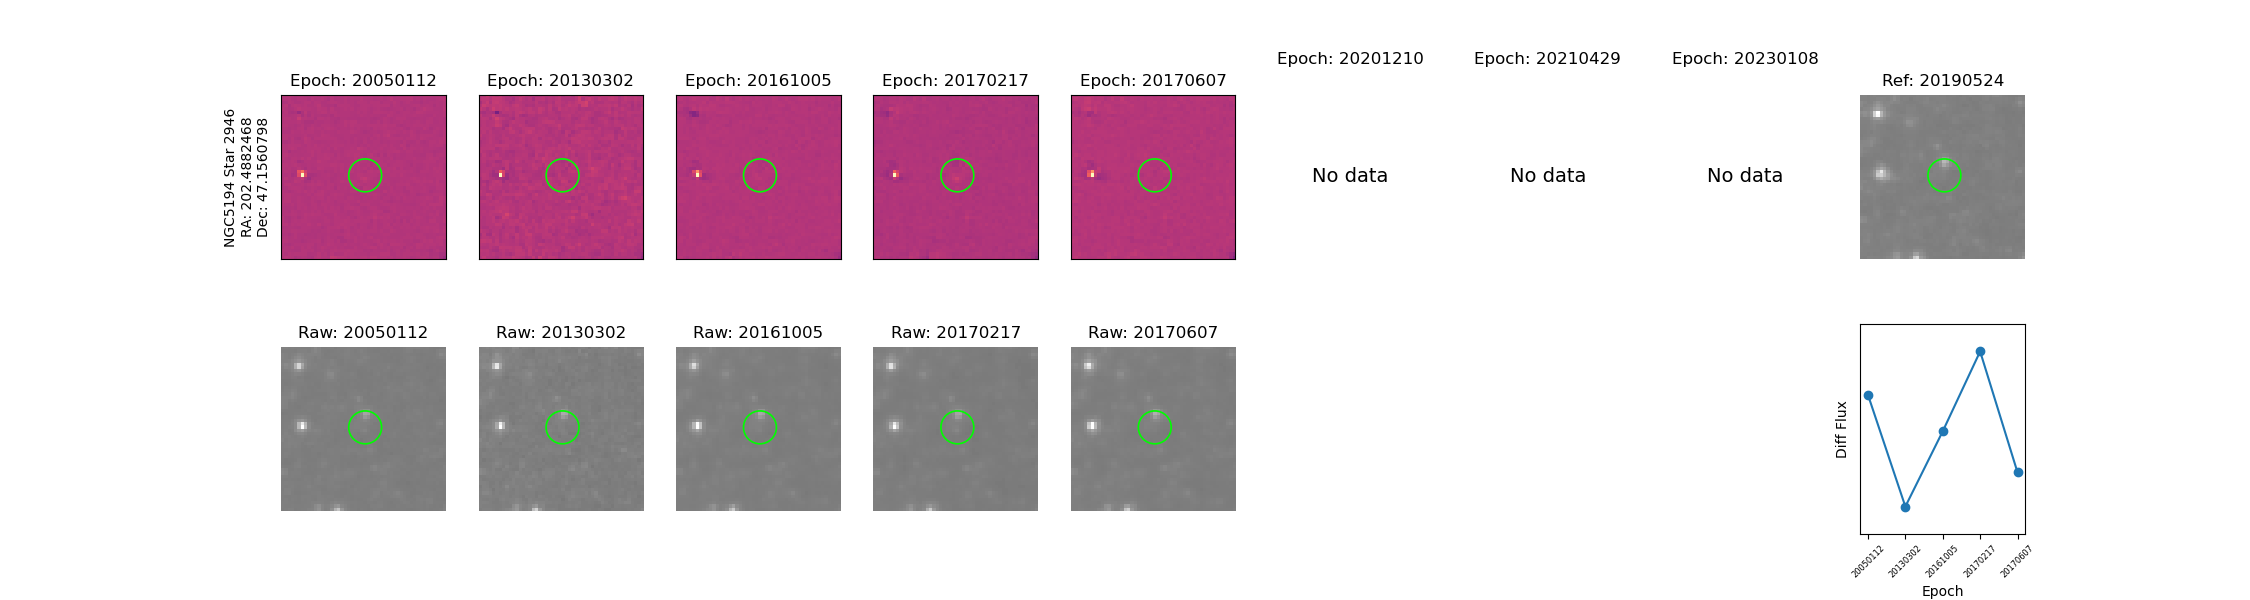 NGC5194 Star 2946
RA: 202.4882468
Dec: 47.1560798
Epoch: 20050112
Epoch: 20130302
Epoch: 20161005
Epoch: 20170217
Epoch: 20170607
Epoch: 20201210
Epoch: 20210429
Epoch: 20230108
Ref: 20190524
No data
No data
No data
Raw: 20050112
Raw: 20130302
Raw: 20161005
Raw: 20170217
Raw: 20170607
Diff Flux
20050112
20130302
20161005
20170217
20170607
Epoch